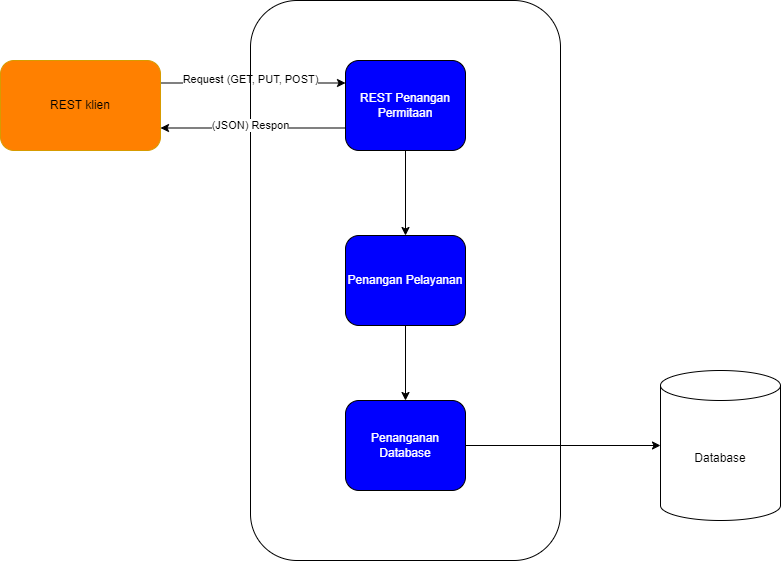 REST klien
Request (GET, PUT, POST)
(JSON) Respon
REST Penangan
Permitaan
Penangan Pelayanan
Penanganan
Database
Database